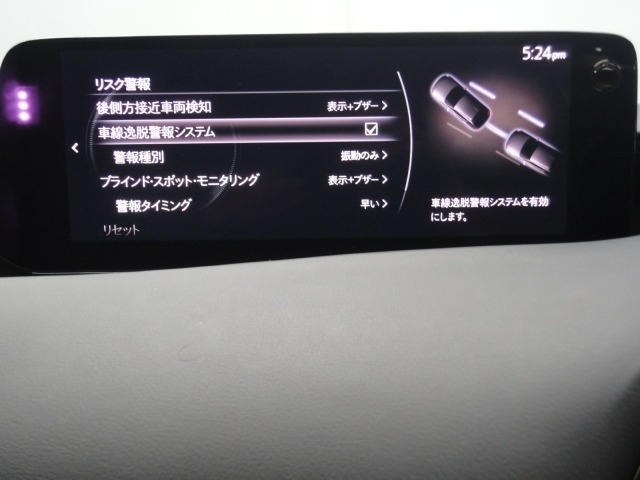 5:24pm
リスク警報
後側方接近車両検知 表示+ブザー
車線逸脱警報システム
警報種別 振動のみ
ブラインド・スポット・モニタリング 表示+ブザー
警報タイミング 早い
リセット
車線逸脱警報システムを有効
にします。